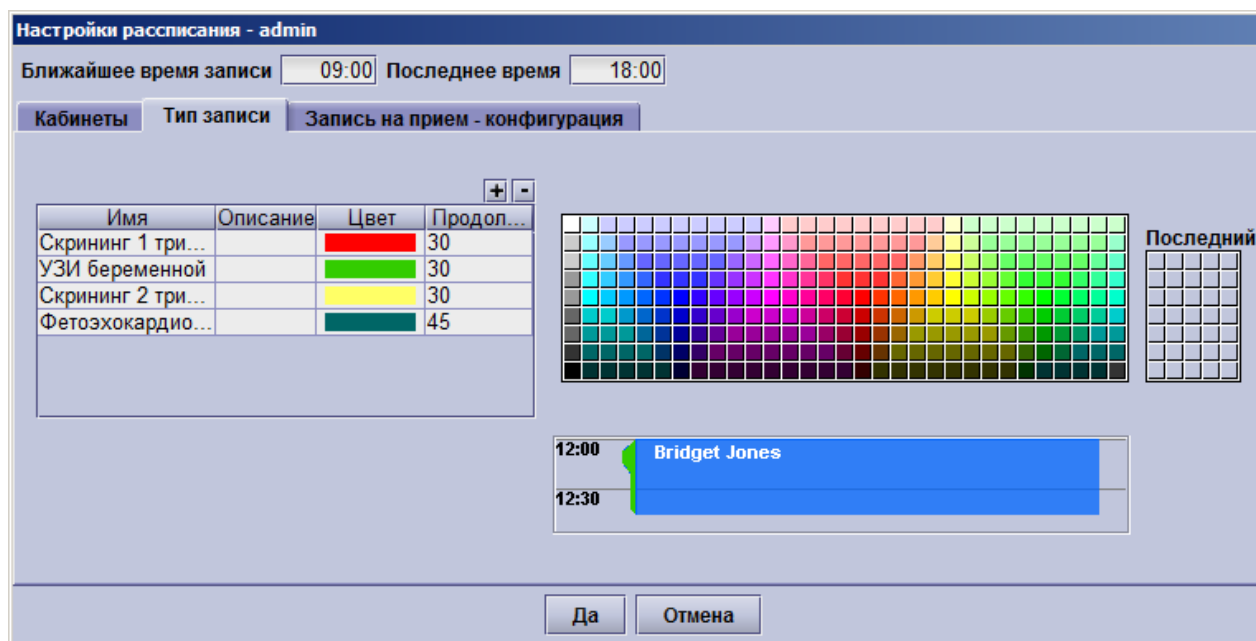 Настройки рассписания - admin
Ближайшее время записи 09:00 Последнее время 18:00
Кабинеты Тип записи Запись на прием - конфигурация
+ -
Имя Описание Цвет Продол...
Скрининг 1 три... 30
УЗИ беременной 30
Скрининг 2 три... 30
Фетоэхокардио... 45
Последний
12:00 Bridget Jones
12:30
Да Отмена